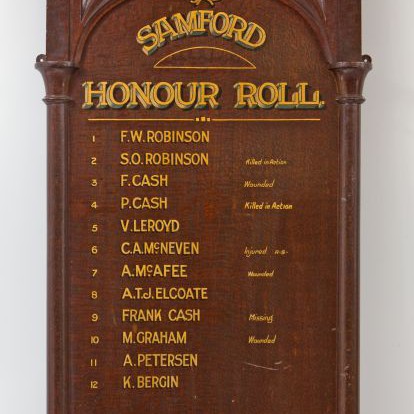 SAMFORD
HONOUR ROLL.
1 F.W. ROBINSON
2 S.O. ROBINSON Killed in Action
3 F. CASH Wounded
4 P. CASH Killed in Action
5 V. LEROYD
6 C.A. McNEVEN Injured
7 A. McAFEE Wounded
8 A.T.J. ELCOATE
9 FRANK CASH Missing
10 M. GRAHAM Wounded
11 A. PETERSEN
12 K. BERGIN